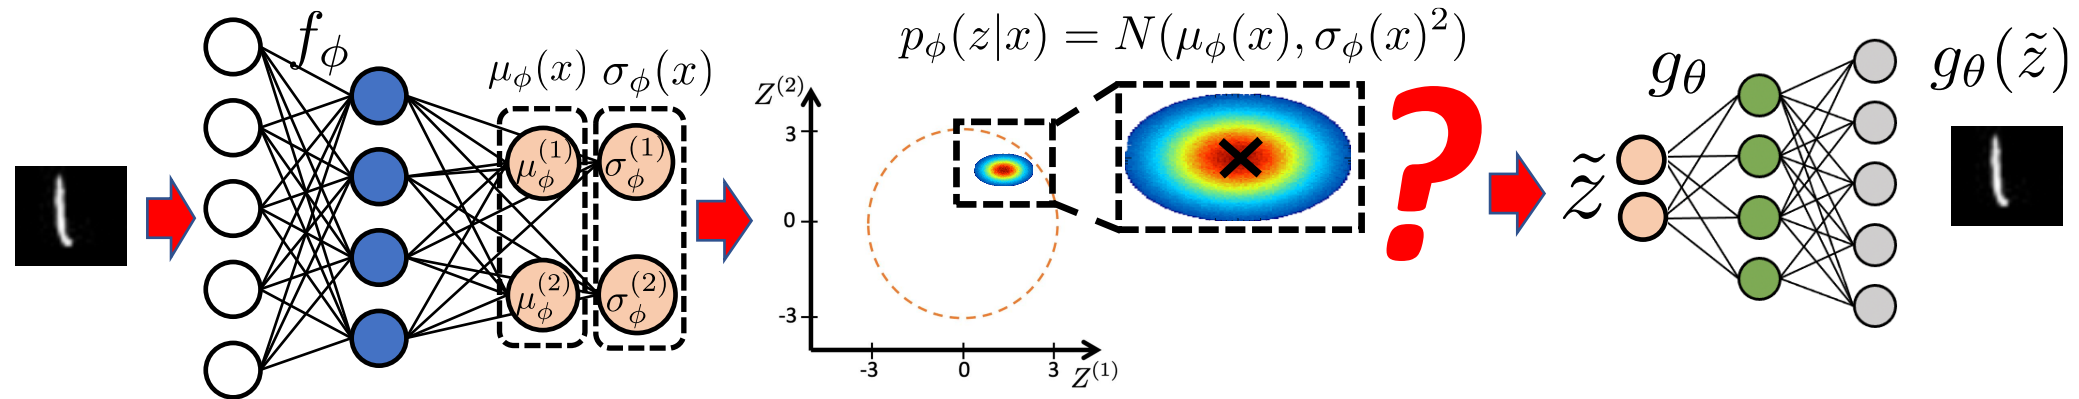 f_ϕ
μ_ϕ(x) σ_ϕ(x)
μ_ϕ^(1) σ_ϕ^(1)
μ_ϕ^(2) σ_ϕ^(2)
p_ϕ(z|x) = N(μ_ϕ(x), σ_ϕ(x)^2)
Z^(2)
3
0
-3
-3 0 3
Z^(1)
?
z̃
g_θ
g_θ(z̃)